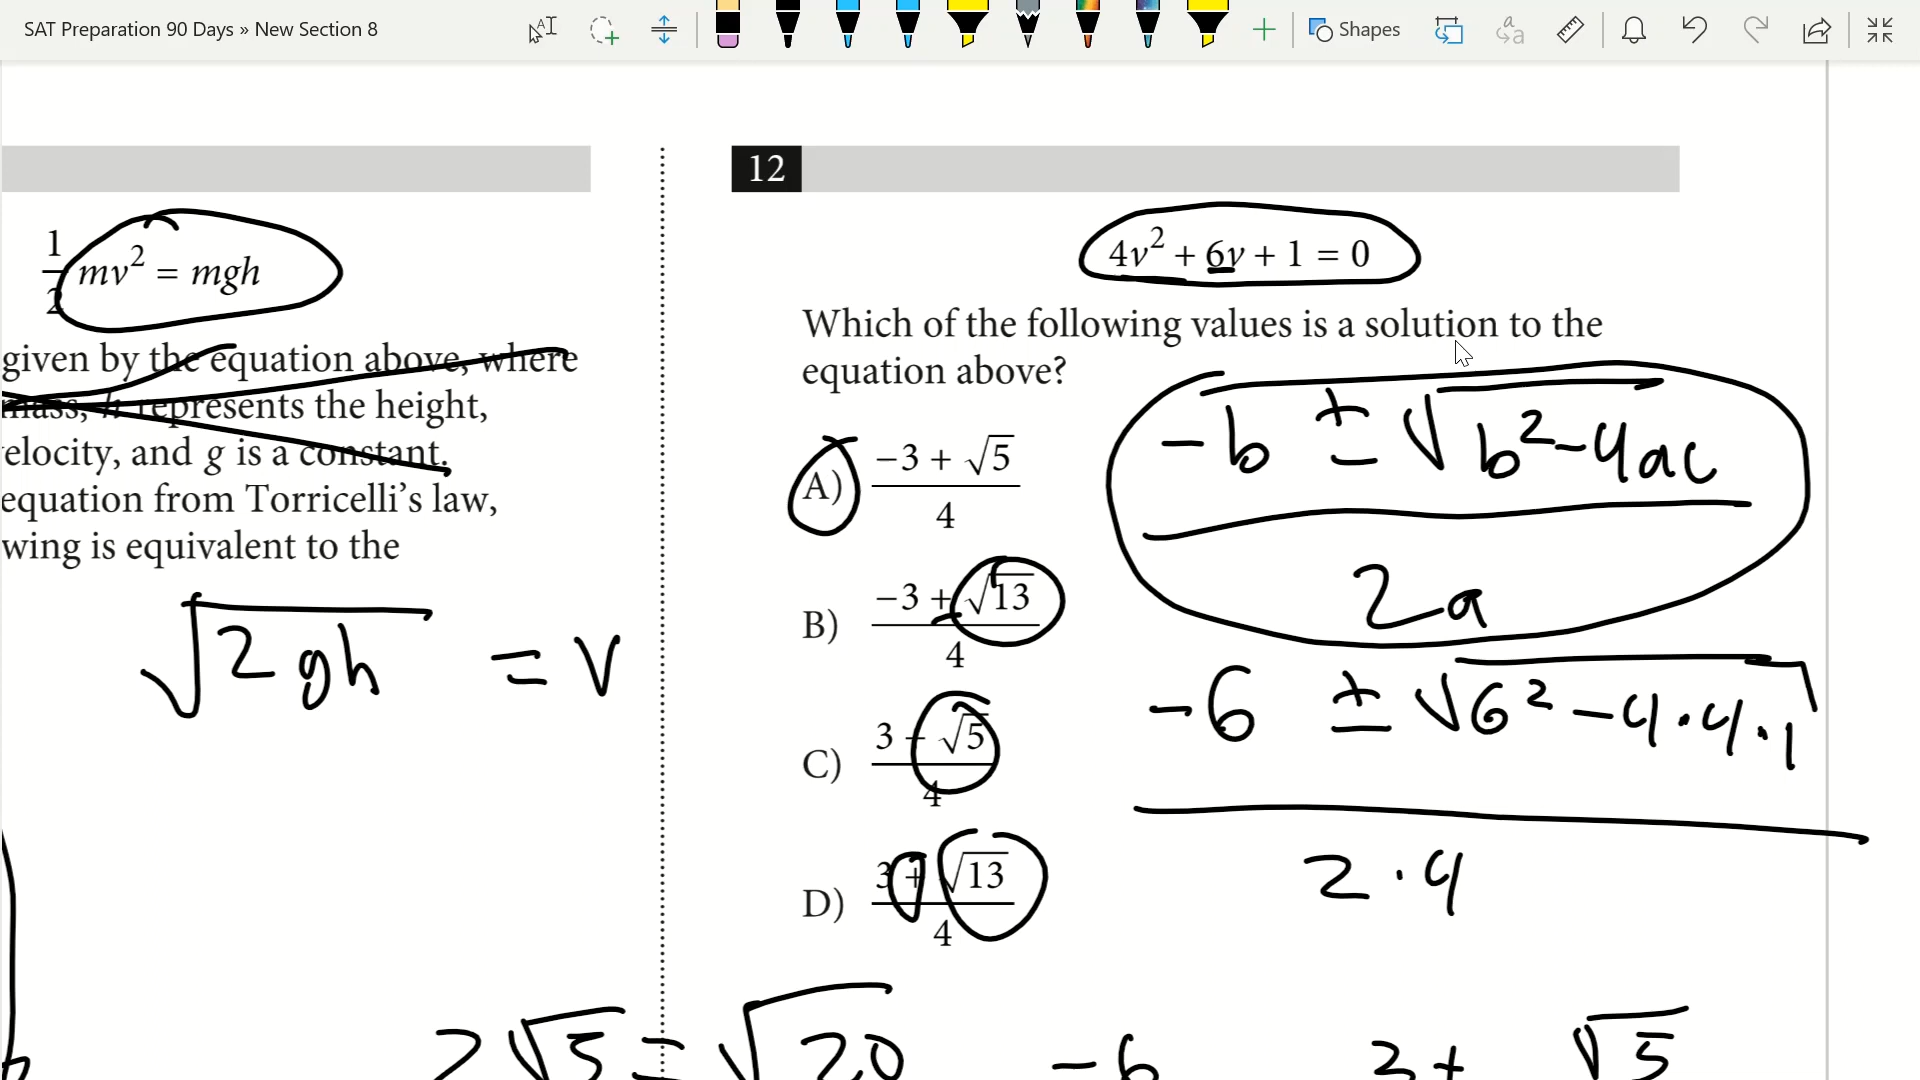 SAT Preparation 90 Days » New Section 8
Shapes
1/2 mv² = mgh
given by the equation above, where
mass, h represents the height,
velocity, and g is a constant.
equation from Torricelli’s law,
wing is equivalent to the
√2gh = v
12
4v² + 6v + 1 = 0
Which of the following values is a solution to the
equation above?
A) (−3 + √5)/4
B) (−3 + √13)/4
C) (3 − √5)/4
D) (3 + √13)/4
−b ± √b²−4ac
2a
−6 ± √6²−4·4·1
2·4
2√5 = √20
−6
√5